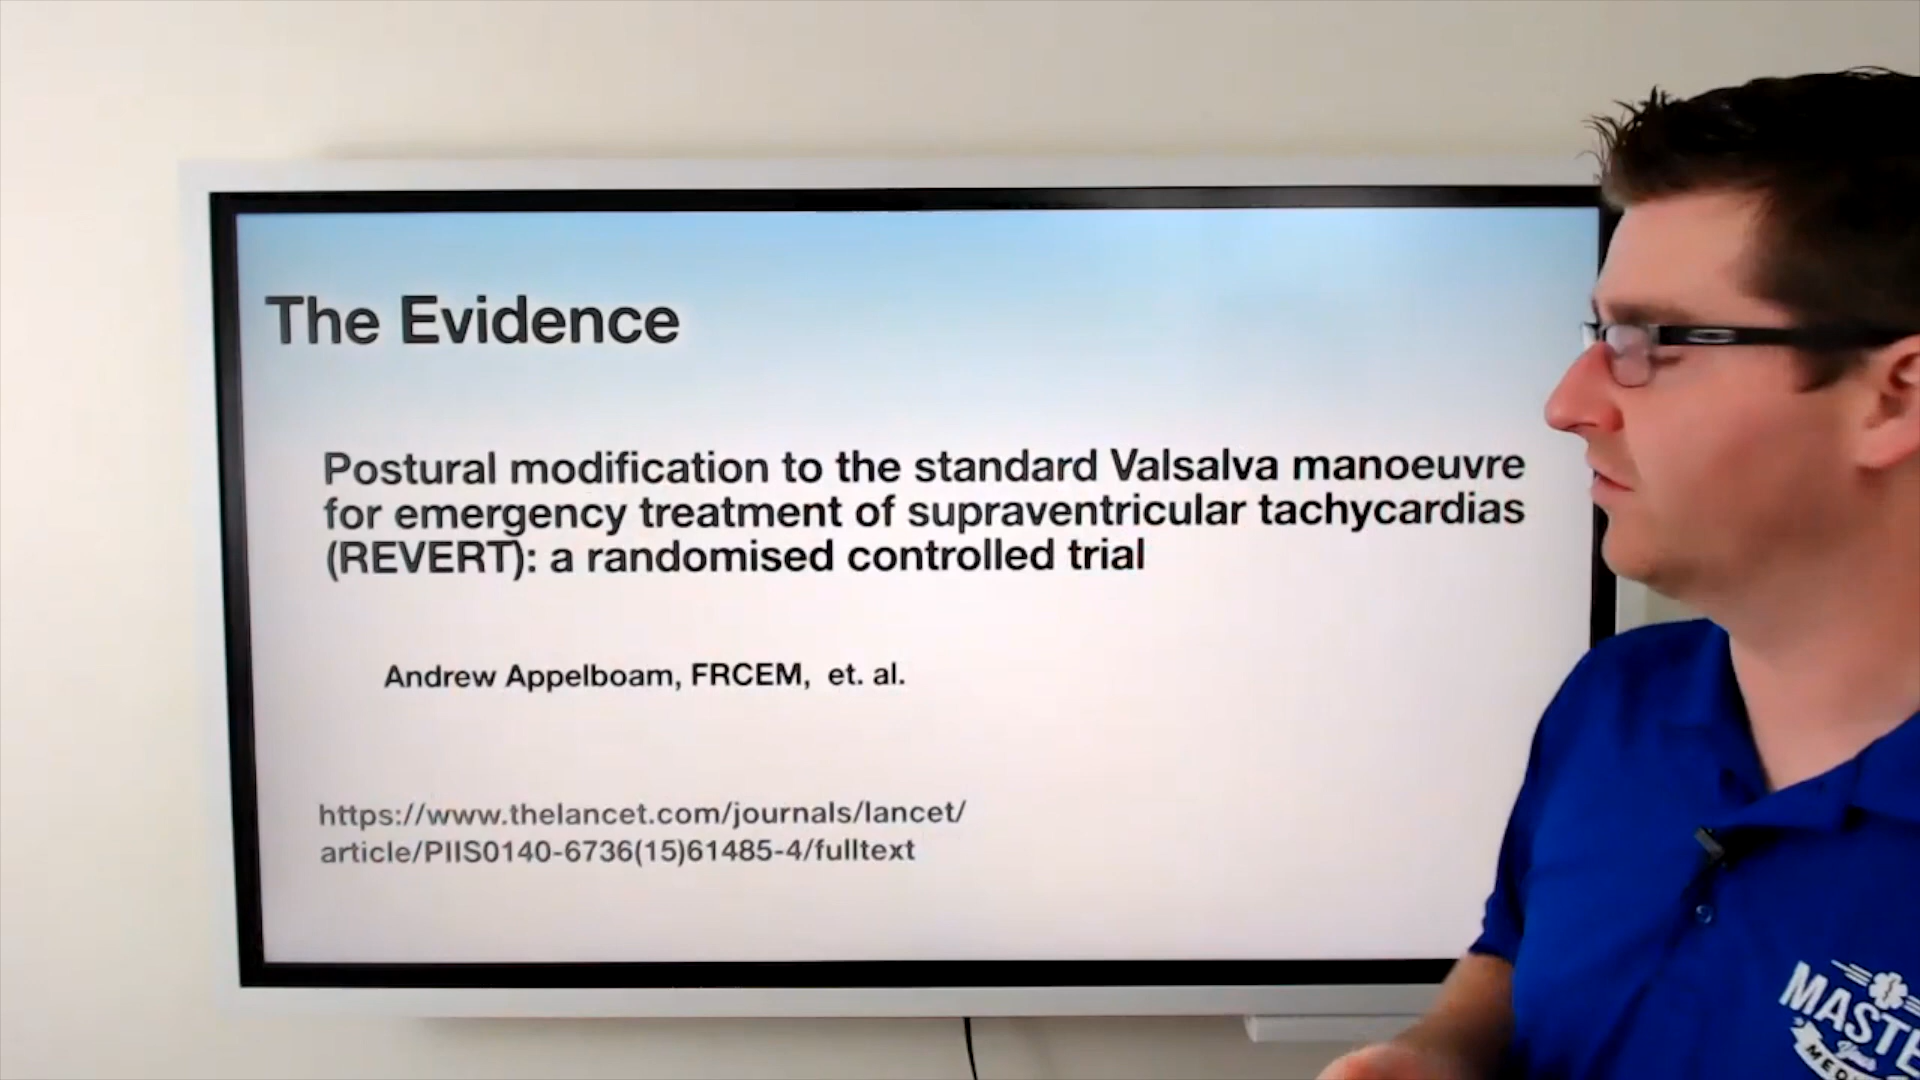 The Evidence
Postural modification to the standard Valsalva manoeuvre
for emergency treatment of supraventricular tachycardias
(REVERT): a randomised controlled trial
Andrew Appelboam, FRCEM, et. al.
https://www.thelancet.com/journals/lancet/
article/PIIS0140-6736(15)61485-4/fulltext
Your